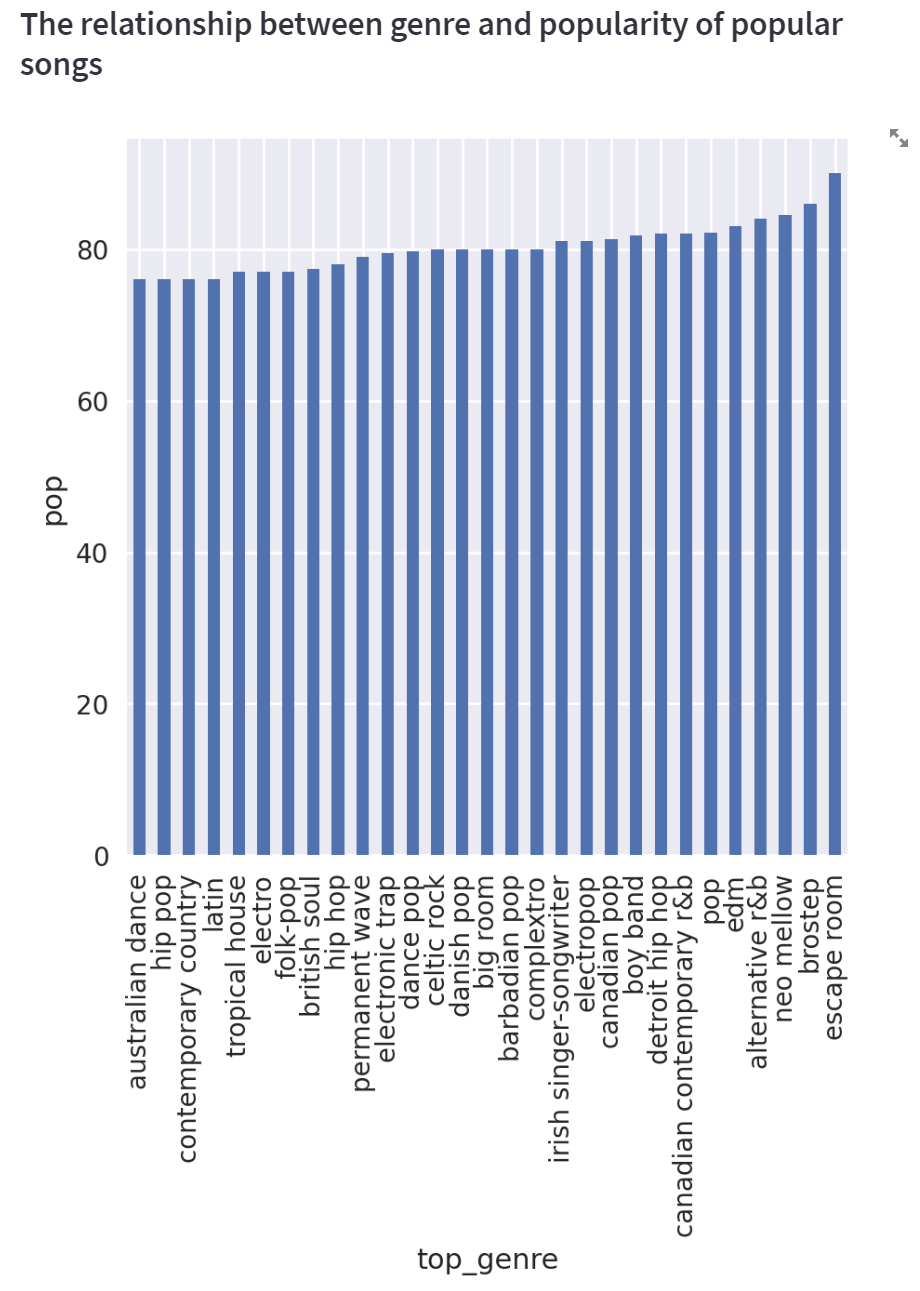 The relationship between genre and popularity of popular
songs
80
60
40
20
0
pop
australian dance
hip pop
contemporary country
latin
tropical house
electro
folk-pop
british soul
hip hop
permanent wave
electronic trap
dance pop
celtic rock
danish pop
big room
barbadian pop
complextro
irish singer-songwriter
electropop
canadian pop
boy band
detroit hip hop
canadian contemporary r&b
pop
edm
alternative r&b
neo mellow
brostep
escape room
top_genre